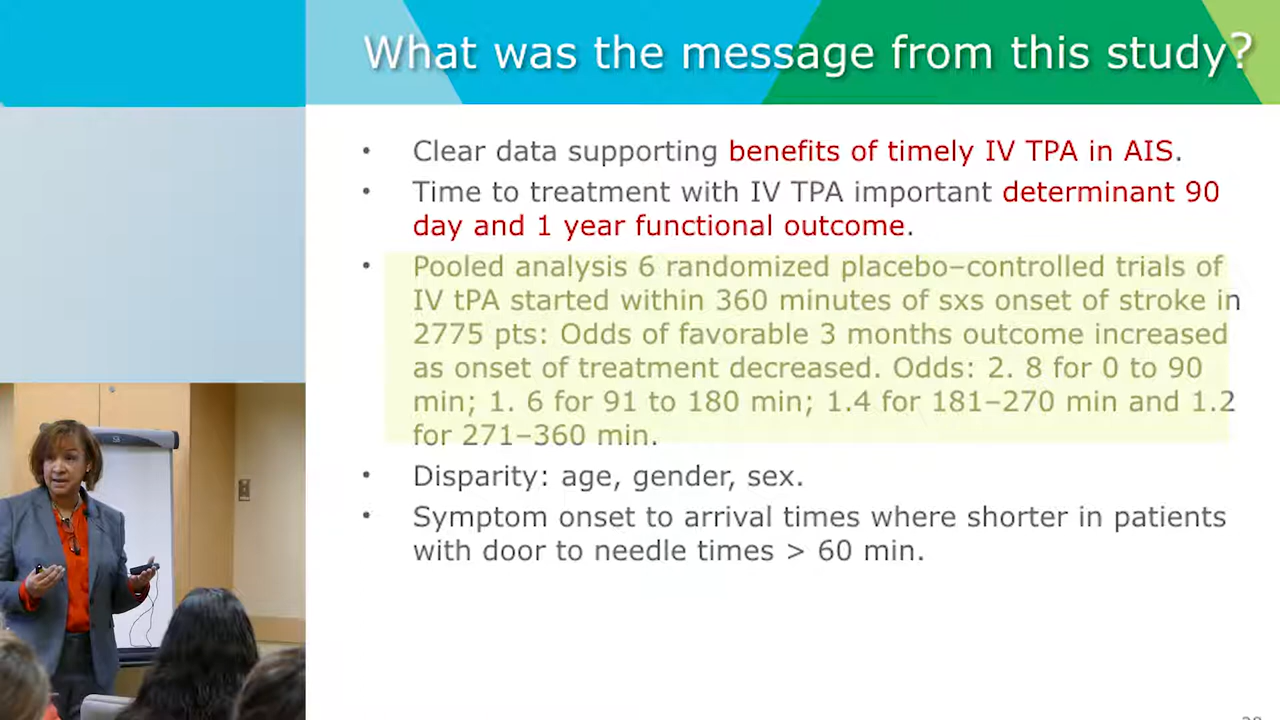 What was the message from this study?
• Clear data supporting benefits of timely IV TPA in AIS.
• Time to treatment with IV TPA important determinant 90
day and 1 year functional outcome.
• Pooled analysis 6 randomized placebo–controlled trials of
IV tPA started within 360 minutes of sxs onset of stroke in
2775 pts: Odds of favorable 3 months outcome increased
as onset of treatment decreased. Odds: 2. 8 for 0 to 90
min; 1. 6 for 91 to 180 min; 1.4 for 181–270 min and 1.2
for 271–360 min.
• Disparity: age, gender, sex.
• Symptom onset to arrival times where shorter in patients
with door to needle times > 60 min.